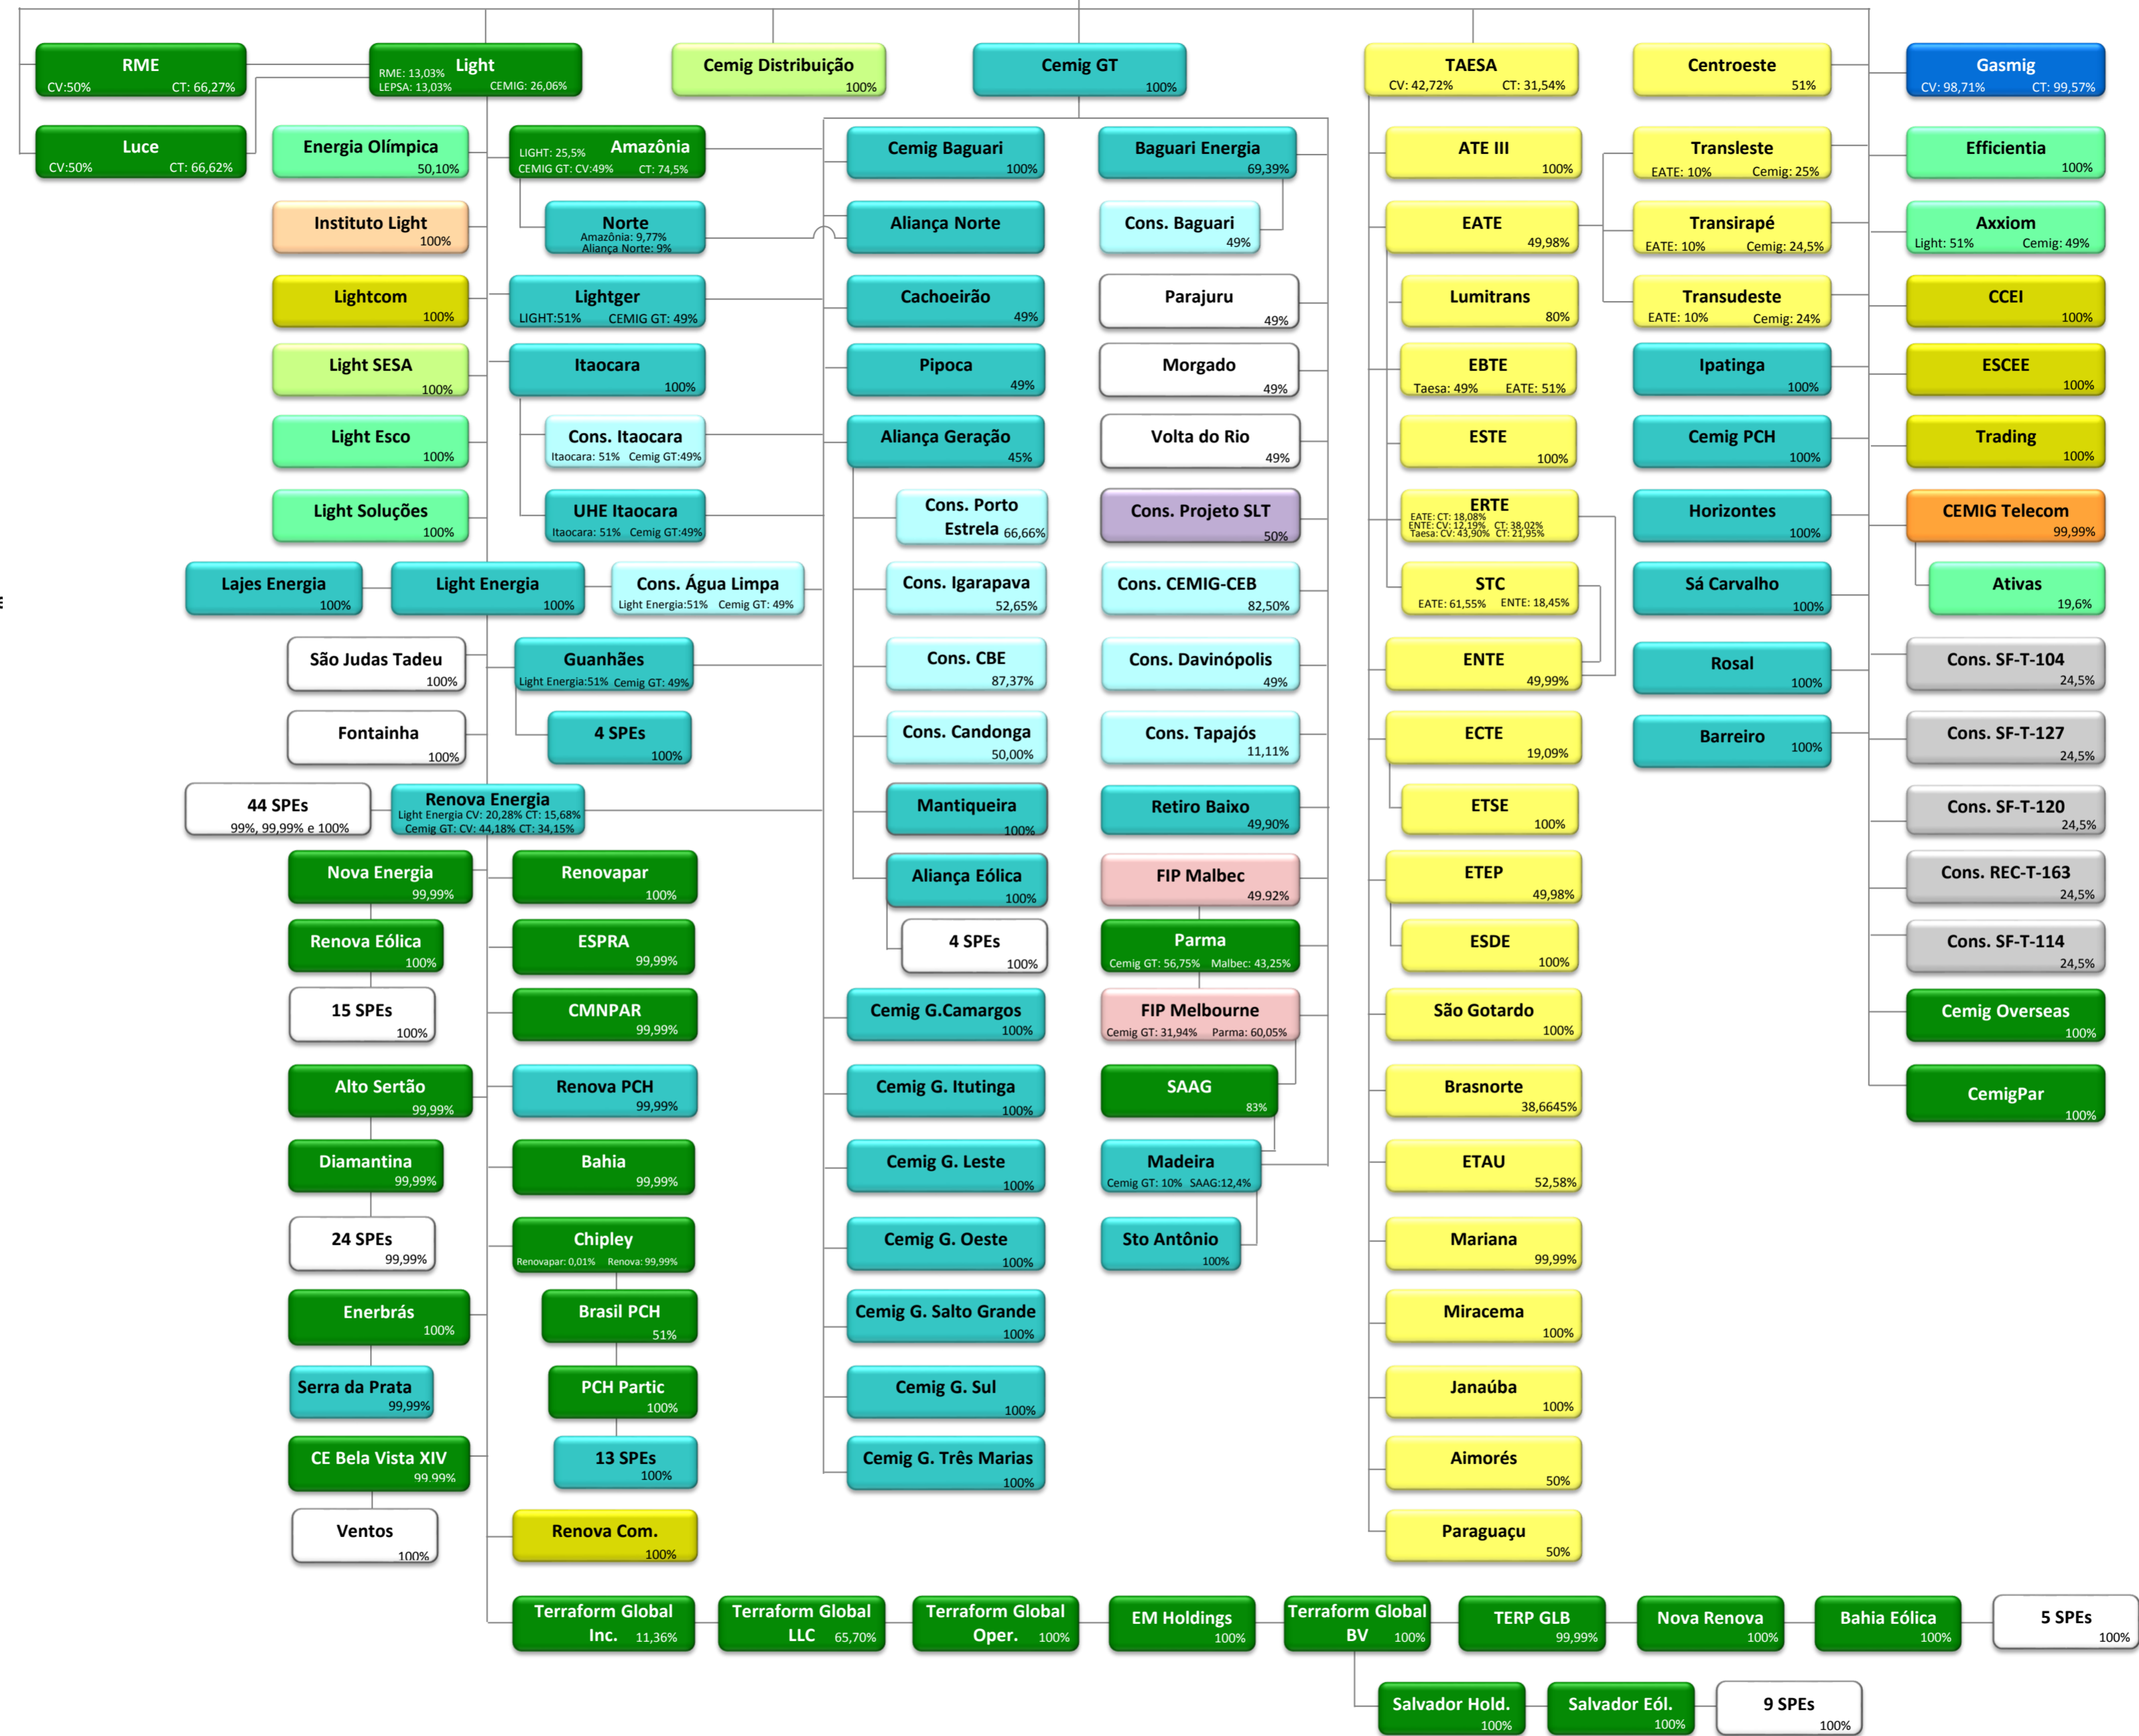 RME
CV:50% CT: 66,27%
Light
RME: 13,03%
LEPSA: 13,03% CEMIG: 26,06%
Cemig Distribuição
100%
Cemig GT
100%
TAESA
CV: 42,72% CT: 31,54%
Centroeste
51%
Gasmig
CV: 98,71% CT: 99,57%
Luce
CV:50% CT: 66,62%
Energia Olímpica
50,10%
Amazônia
LIGHT: 25,5%
CEMIG GT: CV:49% CT: 74,5%
Cemig Baguari
100%
Baguari Energia
69,39%
ATE III
100%
Transleste
EATE: 10% Cemig: 25%
Efficientia
100%
Instituto Light
100%
Norte
Amazônia: 9,77%
Aliança Norte: 9%
Aliança Norte
Cons. Baguari
49%
EATE
49,98%
Transirapé
EATE: 10% Cemig: 24,5%
Axxiom
Light: 51% Cemig: 49%
Lightcom
100%
Lightger
LIGHT:51% CEMIG GT: 49%
Cachoeirão
49%
Parajuru
49%
Lumitrans
80%
Transudeste
EATE: 10% Cemig: 24%
CCEI
100%
Light SESA
100%
Itaocara
100%
Pipoca
49%
Morgado
49%
EBTE
Taesa: 49% EATE: 51%
Ipatinga
100%
ESCEE
100%
Light Esco
100%
Cons. Itaocara
Itaocara: 51% Cemig GT:49%
Aliança Geração
45%
Volta do Rio
49%
ESTE
100%
Cemig PCH
100%
Trading
100%
Light Soluções
100%
UHE Itaocara
Itaocara: 51% Cemig GT:49%
Cons. Porto
Estrela 66,66%
Cons. Projeto SLT
50%
ERTE
EATE: CT: 18,08%
ENTE: CV: 12,19% CT: 38,02%
Taesa: CV: 43,90% CT: 21,95%
Horizontes
100%
CEMIG Telecom
99,99%
Lajes Energia
100%
Light Energia
100%
Cons. Água Limpa
Light Energia:51% Cemig GT: 49%
Cons. Igarapava
52,65%
Cons. CEMIG-CEB
82,50%
STC
EATE: 61,55% ENTE: 18,45%
Sá Carvalho
100%
Ativas
19,6%
São Judas Tadeu
100%
Guanhães
Light Energia:51% Cemig GT: 49%
Cons. CBE
87,37%
Cons. Davinópolis
49%
ENTE
49,99%
Rosal
100%
Cons. SF-T-104
24,5%
Fontainha
100%
4 SPEs
100%
Cons. Candonga
50,00%
Cons. Tapajós
11,11%
ECTE
19,09%
Barreiro
100%
Cons. SF-T-127
24,5%
44 SPEs
99%, 99,99% e 100%
Renova Energia
Light Energia CV: 20,28% CT: 15,68%
Cemig GT: CV: 44,18% CT: 34,15%
Mantiqueira
100%
Retiro Baixo
49,90%
ETSE
100%
Cons. SF-T-120
24,5%
Nova Energia
99,99%
Renovapar
100%
Aliança Eólica
100%
FIP Malbec
49.92%
ETEP
49,98%
Cons. REC-T-163
24,5%
Renova Eólica
100%
ESPRA
99,99%
4 SPEs
100%
Parma
Cemig GT: 56,75% Malbec: 43,25%
ESDE
100%
Cons. SF-T-114
24,5%
15 SPEs
100%
CMNPAR
99,99%
Cemig G.Camargos
100%
FIP Melbourne
Cemig GT: 31,94% Parma: 60,05%
São Gotardo
100%
Cemig Overseas
100%
Alto Sertão
99,99%
Renova PCH
99,99%
Cemig G. Itutinga
100%
SAAG
83%
Brasnorte
38,6645%
CemigPar
100%
Diamantina
99,99%
Bahia
99,99%
Cemig G. Leste
100%
Madeira
Cemig GT: 10% SAAG:12,4%
ETAU
52,58%
24 SPEs
99,99%
Chipley
Renovapar: 0,01% Renova: 99,99%
Cemig G. Oeste
100%
Sto Antônio
100%
Mariana
99,99%
Enerbrás
100%
Brasil PCH
51%
Cemig G. Salto Grande
100%
Miracema
100%
Serra da Prata
99,99%
PCH Partic
100%
Cemig G. Sul
100%
Janaúba
100%
CE Bela Vista XIV
99.99%
13 SPEs
100%
Cemig G. Três Marias
100%
Aimorés
50%
Ventos
100%
Renova Com.
100%
Paraguaçu
50%
Terraform Global
Inc. 11,36%
Terraform Global
LLC 65,70%
Terraform Global
Oper. 100%
EM Holdings
100%
Terraform Global
BV 100%
TERP GLB
99,99%
Nova Renova
100%
Bahia Eólica
100%
5 SPEs
100%
Salvador Hold.
100%
Salvador Eól.
100%
9 SPEs
100%